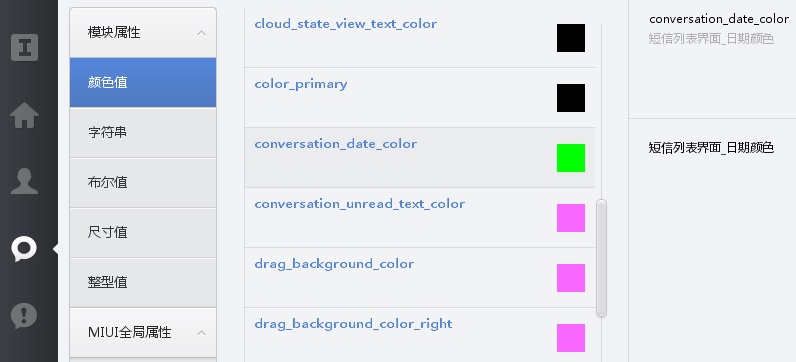 模块属性
颜色值
字符串
布尔值
尺寸值
整型值
MIUI全局属性
cloud_state_view_text_color
color_primary
conversation_date_color
conversation_unread_text_color
drag_background_color
drag_background_color_right
conversation_date_color
短信列表界面_日期颜色
短信列表界面_日期颜色